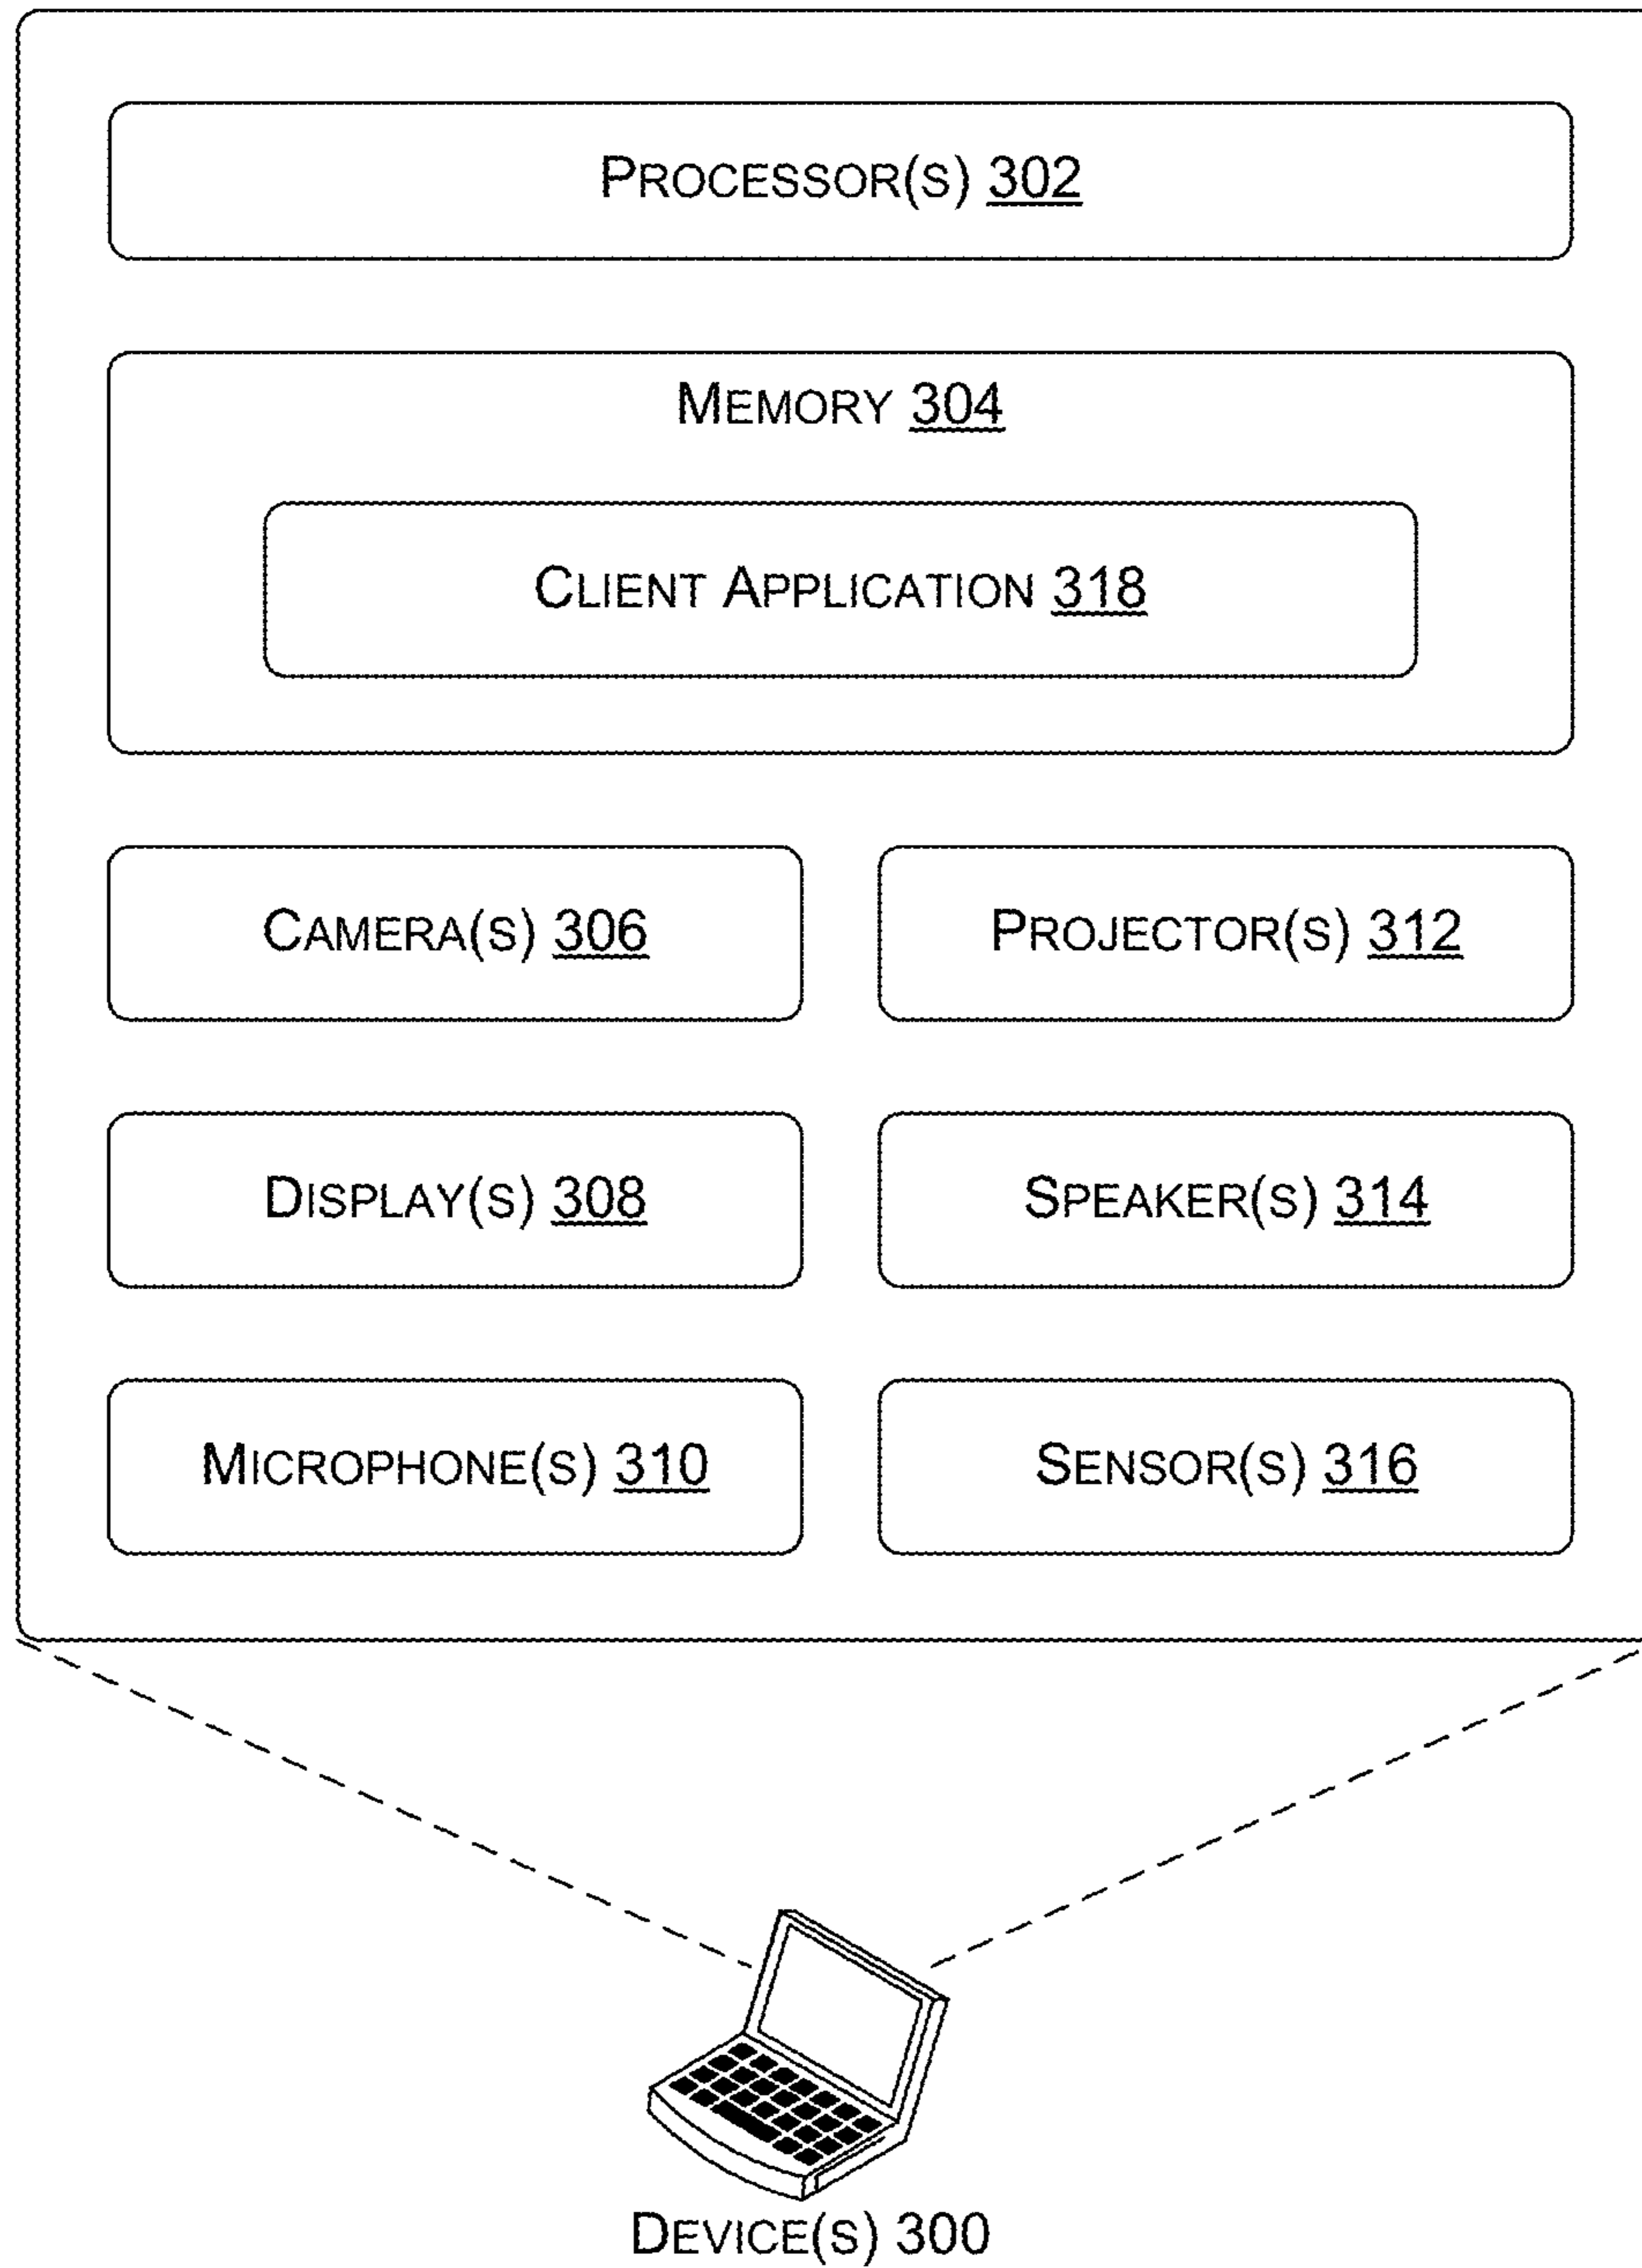 PROCESSOR(S) 302
MEMORY 304
CLIENT APPLICATION 318
CAMERA(S) 306
PROJECTOR(S) 312
DISPLAY(S) 308
SPEAKER(S) 314
MICROPHONE(S) 310
SENSOR(S) 316
DEVICE(S) 300